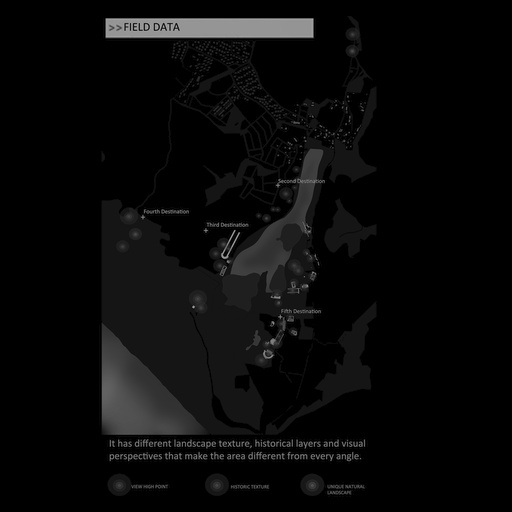 >>FIELD DATA
Second Destination
Fourth Destination
Third Destination
Fifth Destination
It has different landscape texture, historical layers and visual
perspectives that make the area different from every angle.
VIEW HIGH POINT
HISTORIC TEXTURE
UNIQUE NATURAL
LANDSCAPE